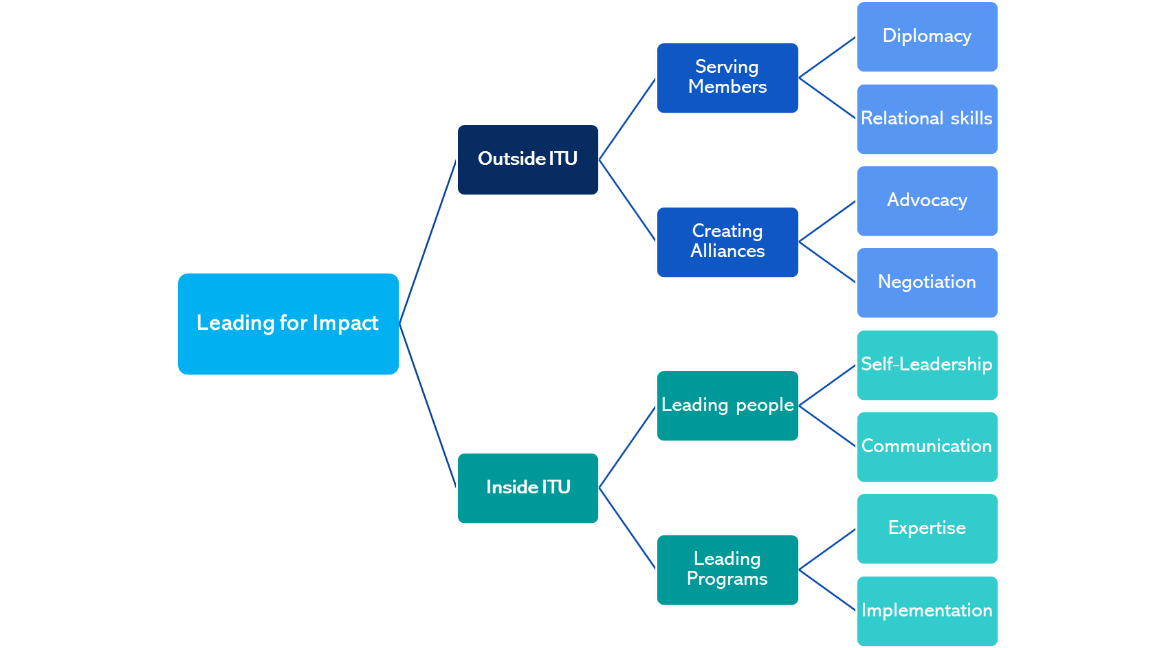 Leading for Impact
Outside ITU
Serving
Members
Diplomacy
Relational skills
Creating
Alliances
Advocacy
Negotiation
Inside ITU
Leading people
Self-Leadership
Communication
Leading
Programs
Expertise
Implementation